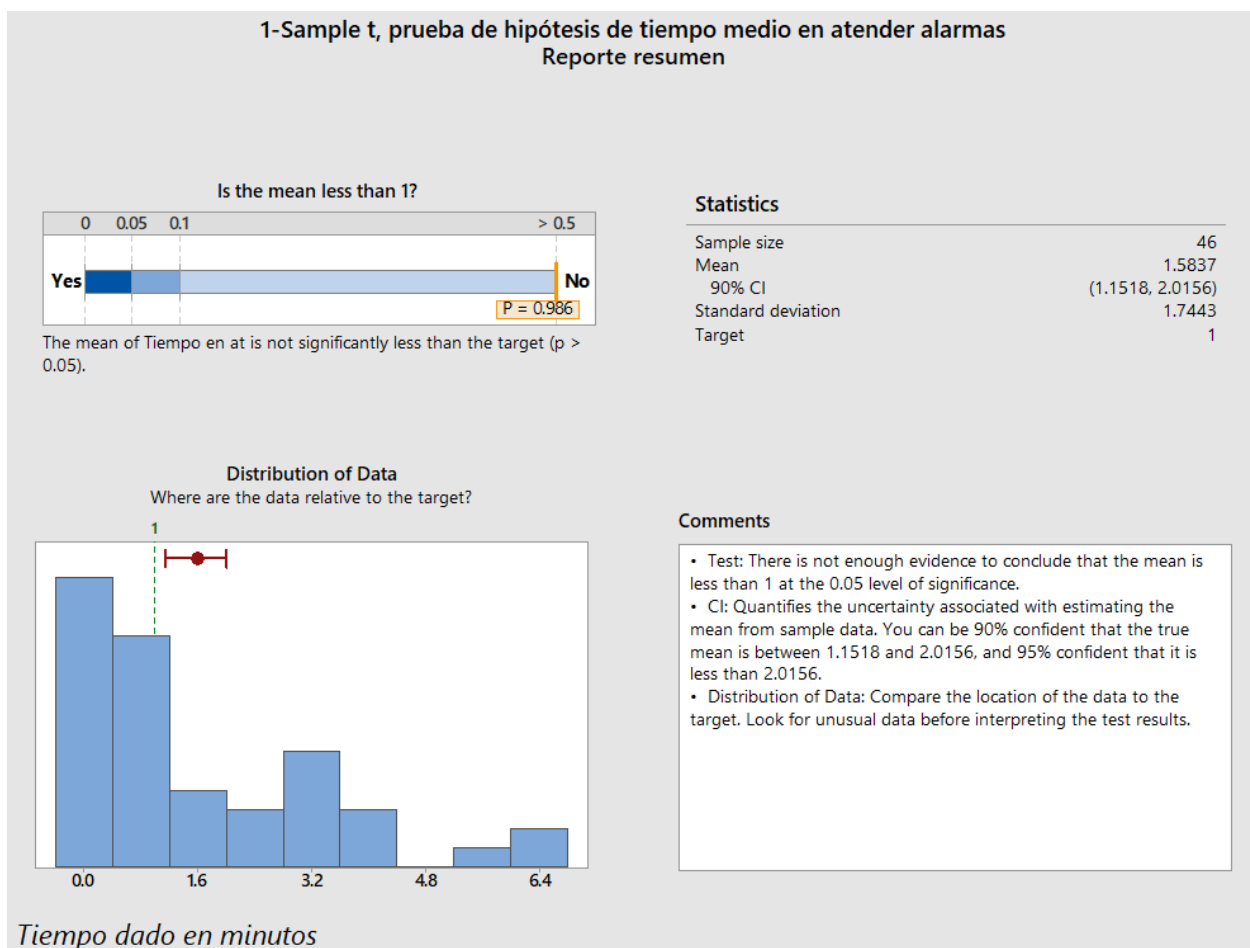 1-Sample t, prueba de hipótesis de tiempo medio en atender alarmas
Reporte resumen
Is the mean less than 1?
0 0.05 0.1 > 0.5
Yes No
P = 0.986
The mean of Tiempo en at is not significantly less than the target (p >
0.05).
Statistics
Sample size 46
Mean 1.5837
90% CI (1.1518, 2.0156)
Standard deviation 1.7443
Target 1
Distribution of Data
Where are the data relative to the target?
1
0.0 1.6 3.2 4.8 6.4
Comments
• Test: There is not enough evidence to conclude that the mean is
less than 1 at the 0.05 level of significance.
• CI: Quantifies the uncertainty associated with estimating the
mean from sample data. You can be 90% confident that the true
mean is between 1.1518 and 2.0156, and 95% confident that it is
less than 2.0156.
• Distribution of Data: Compare the location of the data to the
target. Look for unusual data before interpreting the test results.
Tiempo dado en minutos